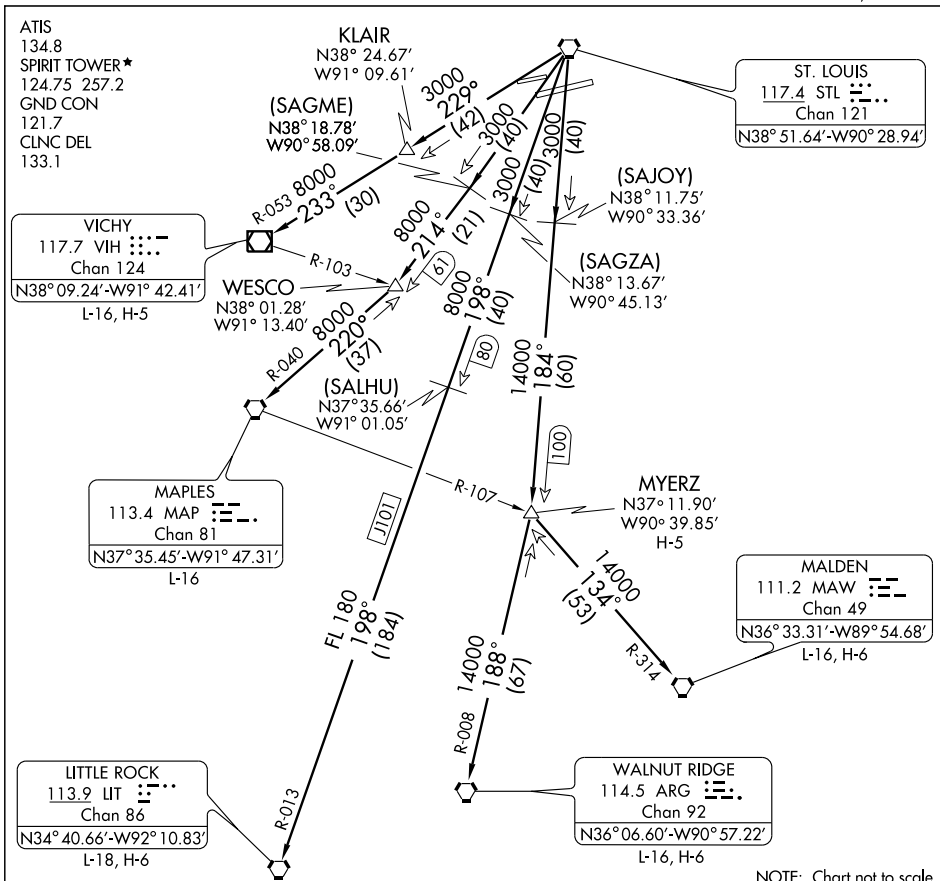 ATIS
134.8
SPIRIT TOWER★
124.75 257.2
GND CON
121.7
CLNC DEL
133.1
KLAIR
N38° 24.67’
W91° 09.61’
(SAGME)
N38° 18.78’
W90° 58.09’
3000
229°
(42)
3000
(40)
3000
(40)
3000
(40)
ST. LOUIS
117.4 STL
Chan 121
N38° 51.64’-W90° 28.94’
(SAJOY)
N38° 11.75’
W90° 33.36’
(SAGZA)
N38° 13.67’
W90° 45.13’
R-053 8000
233°
(30)
VICHY
117.7 VIH
Chan 124
N38° 09.24’-W91° 42.41’
L-16, H-5
R-103
8000
214°
(21)
61
WESCO
N38° 01.28’
W91° 13.40’
8000
198°
(40)
80
14000
184°
(60)
100
R-040
8000
220°
(37)
(SALHU)
N37° 35.66’
W91° 01.05’
MAPLES
113.4 MAP
Chan 81
N37° 35.45’-W91° 47.31’
L-16
R-107
J101
MYERZ
N37° 11.90’
W90° 39.85’
H-5
14000
134°
(53)
R-314
MALDEN
111.2 MAW
Chan 49
N36° 33.31’-W89° 54.68’
L-16, H-6
FL 180
198°
(184)
R-013
14000
188°
(67)
R-008
LITTLE ROCK
113.9 LIT
Chan 86
N34° 40.66’-W92° 10.83’
L-18, H-6
WALNUT RIDGE
114.5 ARG
Chan 92
N36° 06.60’-W90° 57.22’
L-16, H-6
NOTE: Chart not to scale